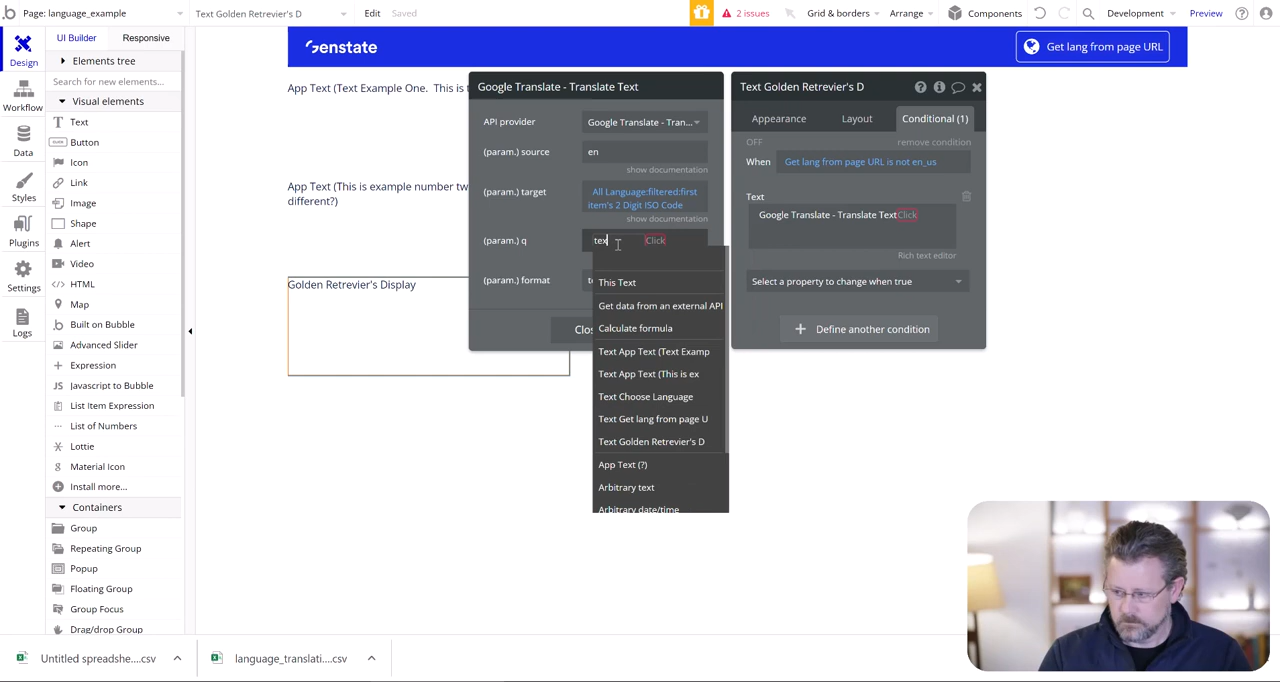 Page: language_example
Text Golden Retrevier's D
Edit
Saved
2 issues
Grid & borders
Arrange
Components
Development
Preview
UI Builder
Responsive
Design
Workflow
Data
Styles
Plugins
Settings
Logs
Elements tree
Search for new elements...
Visual elements
Text
Button
Icon
Link
Image
Shape
Alert
Video
HTML
Map
Built on Bubble
Advanced Slider
Expression
Javascript to Bubble
List Item Expression
List of Numbers
Lottie
Material Icon
Install more...
Containers
Group
Repeating Group
Popup
Floating Group
Group Focus
Drag/drop Group
Genstate
Get lang from page URL
App Text (Text Example One. This is t
App Text (This is example number tw
different?)
Golden Retrevier's Display
Google Translate - Translate Text
API provider
Google Translate - Tran...
(param.) source
en
show documentation
(param.) target
All Language:filtered:first
item's 2 Digit ISO Code
show documentation
(param.) q
tex
Click
(param.) format
Clos
This Text
Get data from an external API
Calculate formula
Text App Text (Text Examp
Text App Text (This is ex
Text Choose Language
Text Get lang from page U
Text Golden Retrevier's D
App Text (?)
Arbitrary text
Arbitrary date/time
Text Golden Retrevier's D
Appearance
Layout
Conditional (1)
OFF
remove condition
When
Get lang from page URL is not en_us
Text
Google Translate - Translate TextClick
Rich text editor
Select a property to change when true
Define another condition
Untitled spreadshe....csv
language_translati....csv